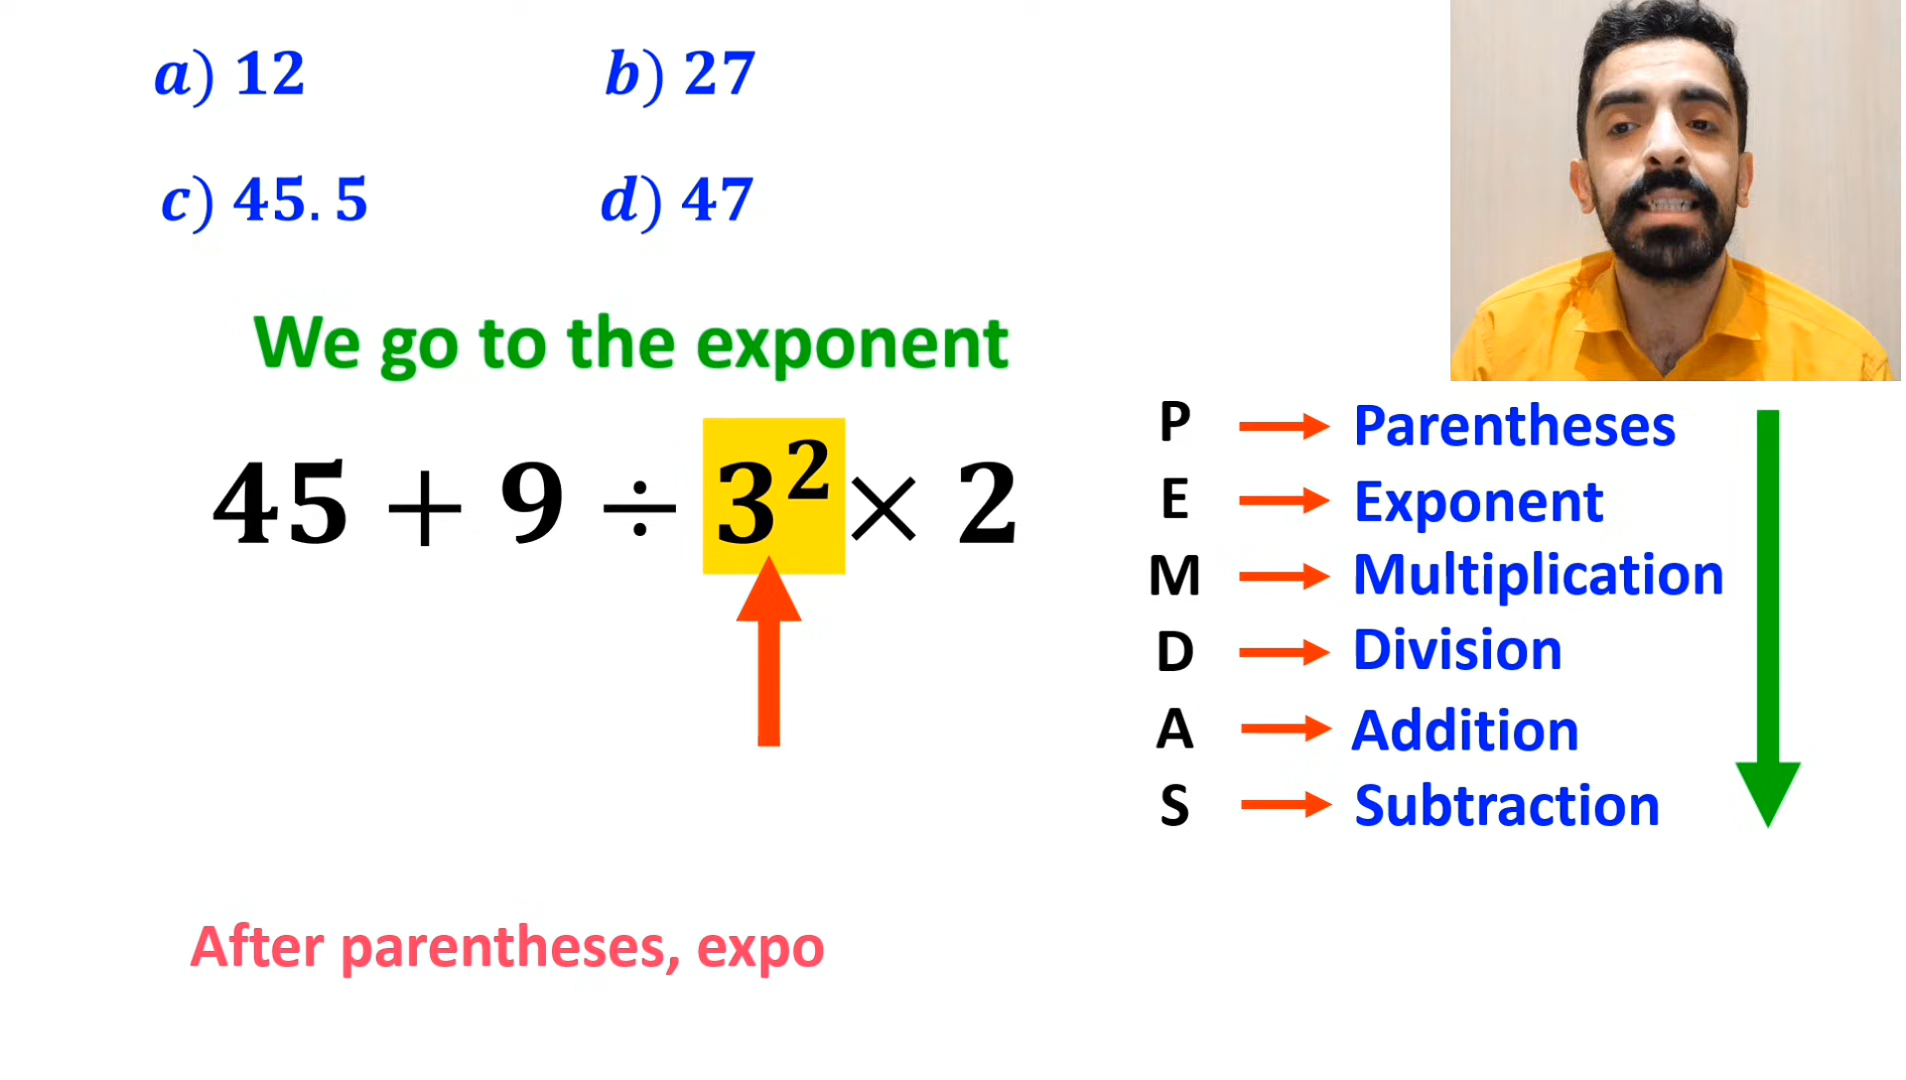 a) 12
b) 27
c) 45.5
d) 47
We go to the exponent
45 + 9 ÷ 3² × 2
P → Parentheses
E → Exponent
M → Multiplication
D → Division
A → Addition
S → Subtraction
After parentheses, expo